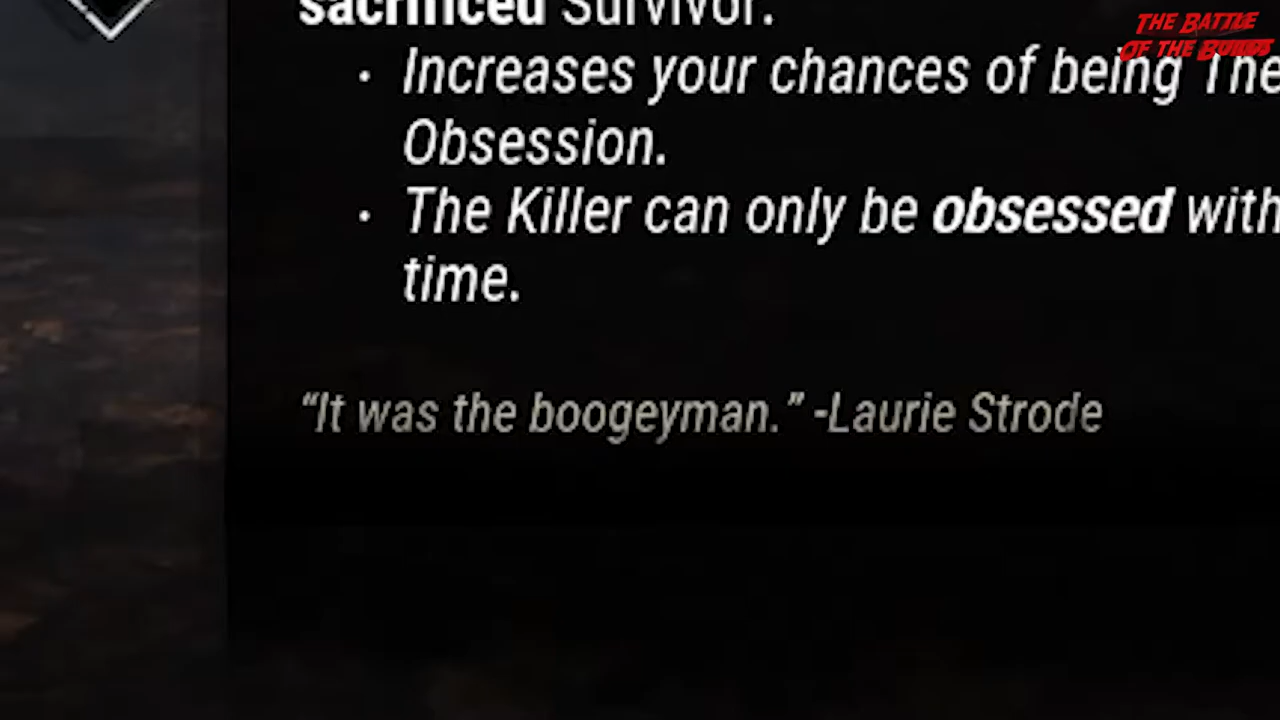 sacrificed Survivor.
THE BATTLE
OF THE BUILDS
• Increases your chances of being The
Obsession.
• The Killer can only be obsessed with
time.
“It was the boogeyman.” -Laurie Strode